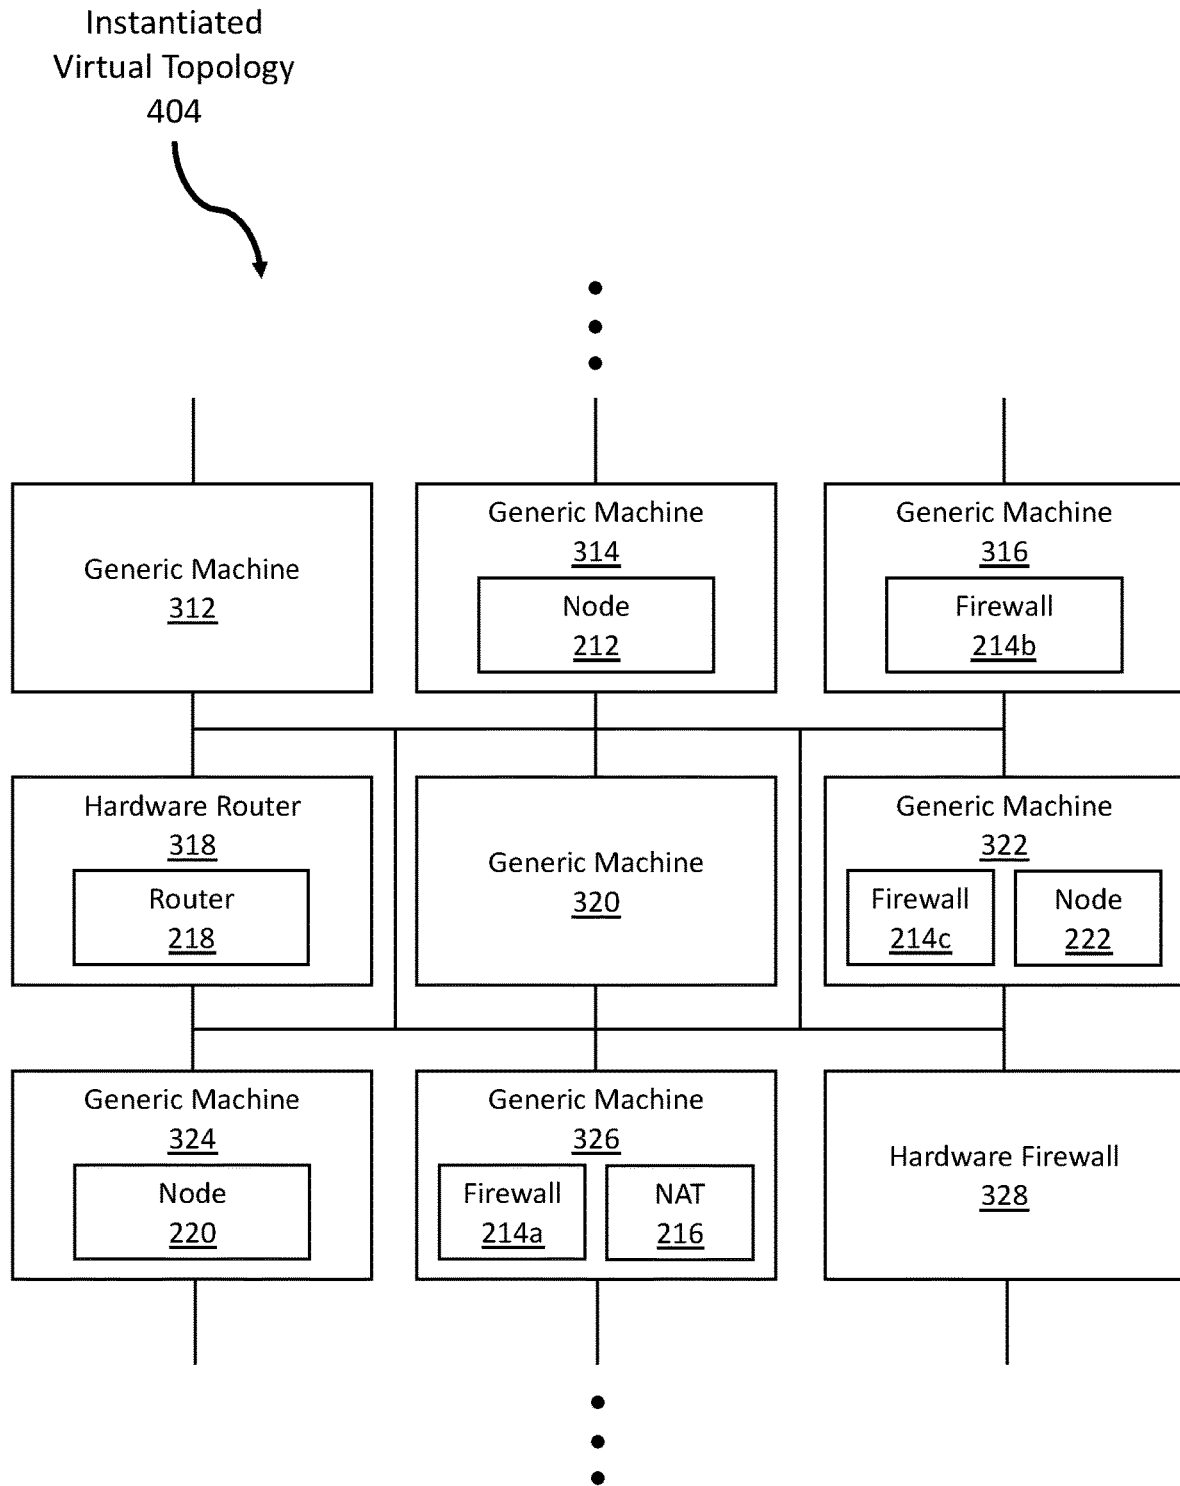 Instantiated
Virtual Topology
404
Generic Machine
312
Generic Machine
314
Node
212
Generic Machine
316
Firewall
214b
Hardware Router
318
Router
218
Generic Machine
320
Generic Machine
322
Firewall
214c
Node
222
Generic Machine
324
Node
220
Generic Machine
326
Firewall
214a
NAT
216
Hardware Firewall
328